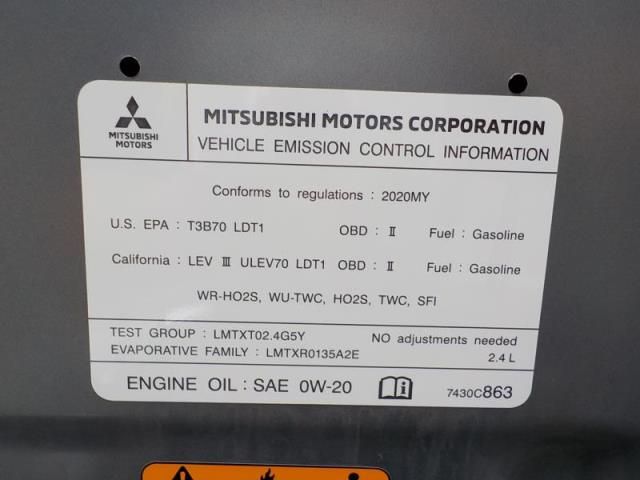 MITSUBISHI MOTORS
MITSUBISHI MOTORS CORPORATION
VEHICLE EMISSION CONTROL INFORMATION
Conforms to regulations : 2020MY
U.S. EPA : T3B70 LDT1 OBD : Ⅱ Fuel : Gasoline
California : LEV Ⅲ ULEV70 LDT1 OBD : Ⅱ Fuel : Gasoline
WR-HO2S, WU-TWC, HO2S, TWC, SFI
TEST GROUP : LMTXT02.4G5Y NO adjustments needed
EVAPORATIVE FAMILY : LMTXR0135A2E 2.4 L
ENGINE OIL : SAE 0W-20 7430C863